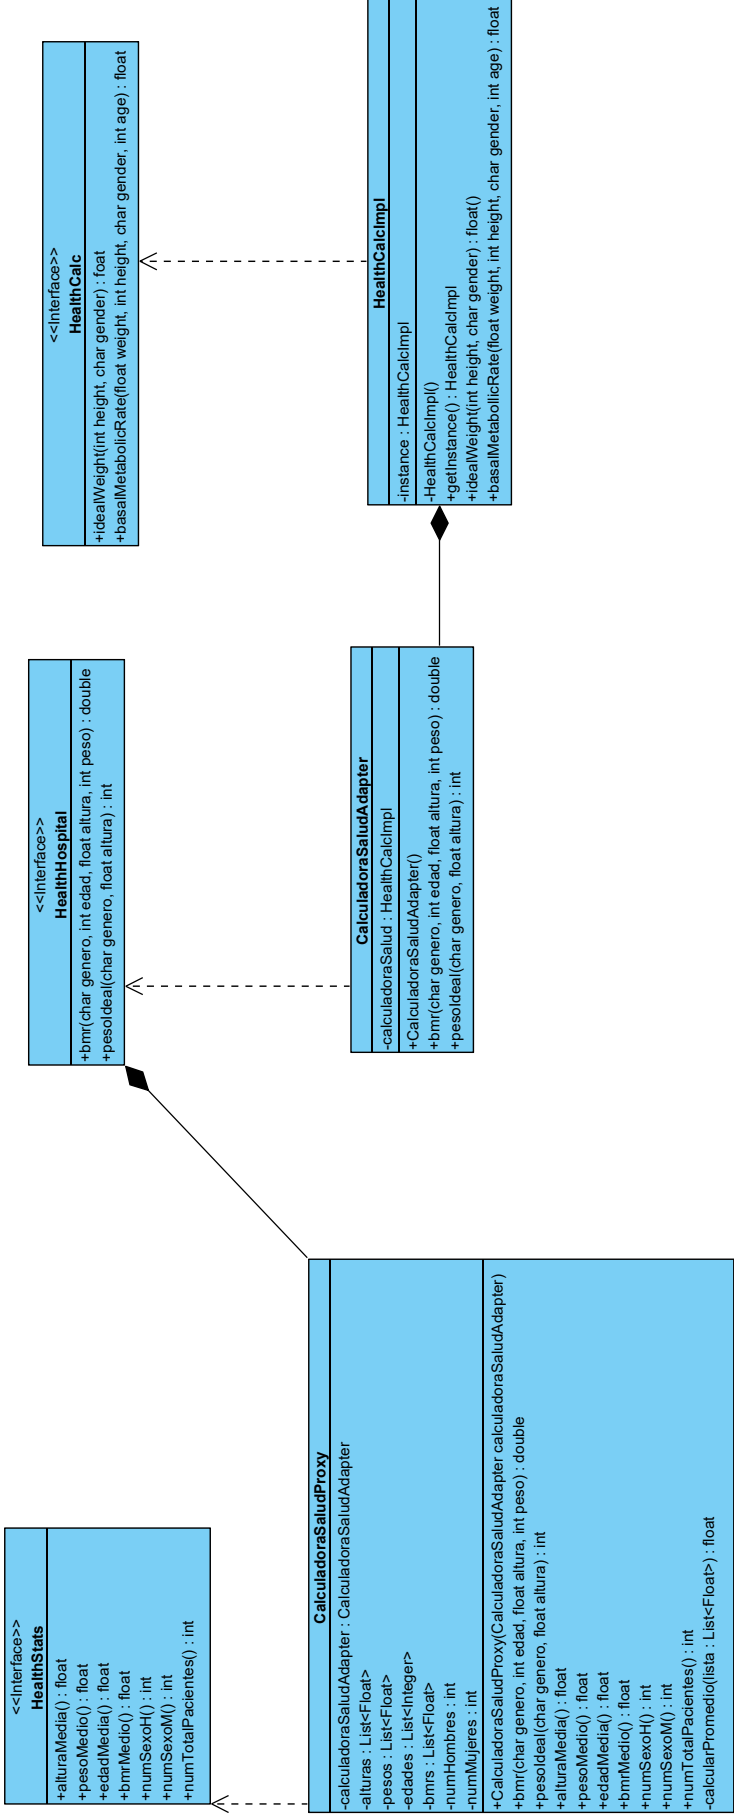 <<Interface>>
HealthStats
+alturaMedia() : float
+pesoMedio() : float
+edadMedia() : float
+bmrMedio() : float
+numSexoH() : int
+numSexoM() : int
+numTotalPacientes() : int
<<Interface>>
HealthHospital
+bmr(char genero, int edad, float altura, int peso) : double
+pesoIdeal(char genero, float altura) : int
<<Interface>>
HealthCalc
+idealWeight(int height, char gender) : foat
+basalMetabolicRate(float weight, int height, char gender, int age) : float
CalculadoraSaludProxy
-calculadoraSaludAdapter : CalculadoraSaludAdapter
-alturas : List<Float>
-pesos : List<Float>
-edades : List<Integer>
-bmrs : List<Float>
-numHombres : int
-numMujeres : int
+CalculadoraSaludProxy(CalculadoraSaludAdapter calculadoraSaludAdapter)
+bmr(char genero, int edad, float altura, int peso) : double
+pesoIdeal(char genero, float altura) : int
+alturaMedia() : float
+pesoMedio() : float
+edadMedia() : float
+bmrMedio() : float
+numSexoH() : int
+numSexoM() : int
+numTotalPacientes() : int
-calcularPromedio(lista : List<Float>) : float
CalculadoraSaludAdapter
-calculadoraSalud : HealthCalcImpl
+CalculadoraSaludAdapter()
+bmr(char genero, int edad, float altura, int peso) : double
+pesoIdeal(char genero, float altura) : int
HealthCalcImpl
-instance : HealthCalcImpl
-HealthCalcImpl()
+getInstance() : HealthCalcImpl
+idealWeight(int height, char gender) : float()
+basalMetabollicRate(float weight, int height, char gender, int age) : float